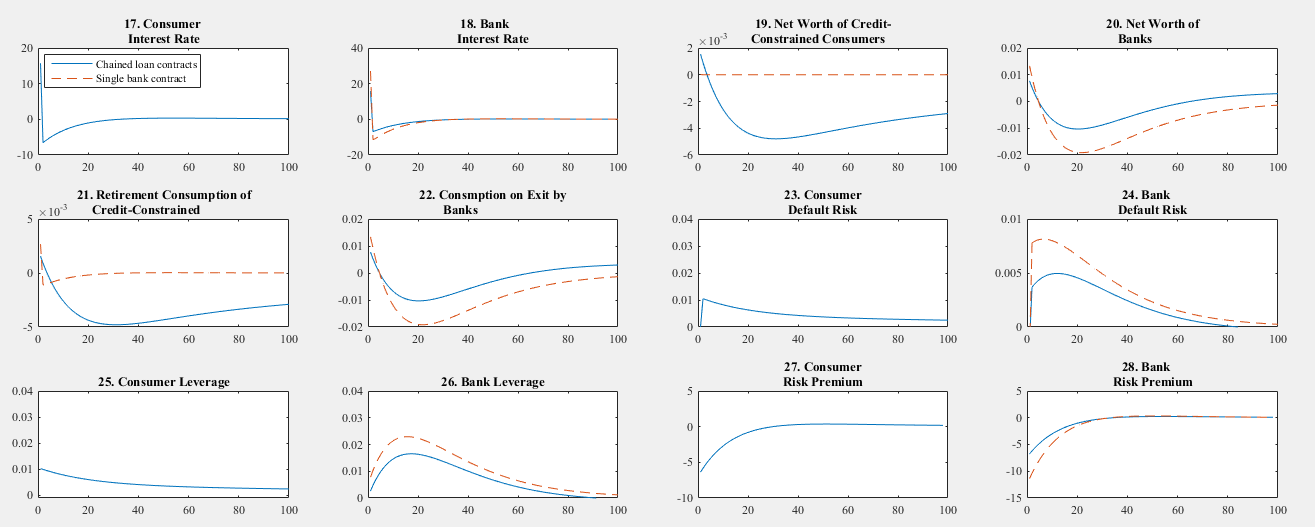 17. Consumer
Interest Rate
20
10
0
-10
0 20 40 60 80 100
Chained loan contracts
Single bank contract
18. Bank
Interest Rate
40
20
0
-20
0 20 40 60 80 100
19. Net Worth of Credit-
Constrained Consumers
×10⁻³
2
0
-2
-4
-6
0 20 40 60 80 100
20. Net Worth of
Banks
0.02
0.01
0
-0.01
-0.02
0 20 40 60 80 100
21. Retirement Consumption of
Credit-Constrained
×10⁻³
5
0
-5
0 20 40 60 80 100
22. Consmption on Exit by
Banks
0.02
0.01
0
-0.01
-0.02
0 20 40 60 80 100
23. Consumer
Default Risk
0.04
0.03
0.02
0.01
0
0 20 40 60 80 100
24. Bank
Default Risk
0.01
0.005
0
0 20 40 60 80 100
25. Consumer Leverage
0.04
0.03
0.02
0.01
0
0 20 40 60 80 100
26. Bank Leverage
0.04
0.03
0.02
0.01
0
0 20 40 60 80 100
27. Consumer
Risk Premium
5
0
-5
-10
0 20 40 60 80 100
28. Bank
Risk Premium
5
0
-5
-10
-15
0 20 40 60 80 100